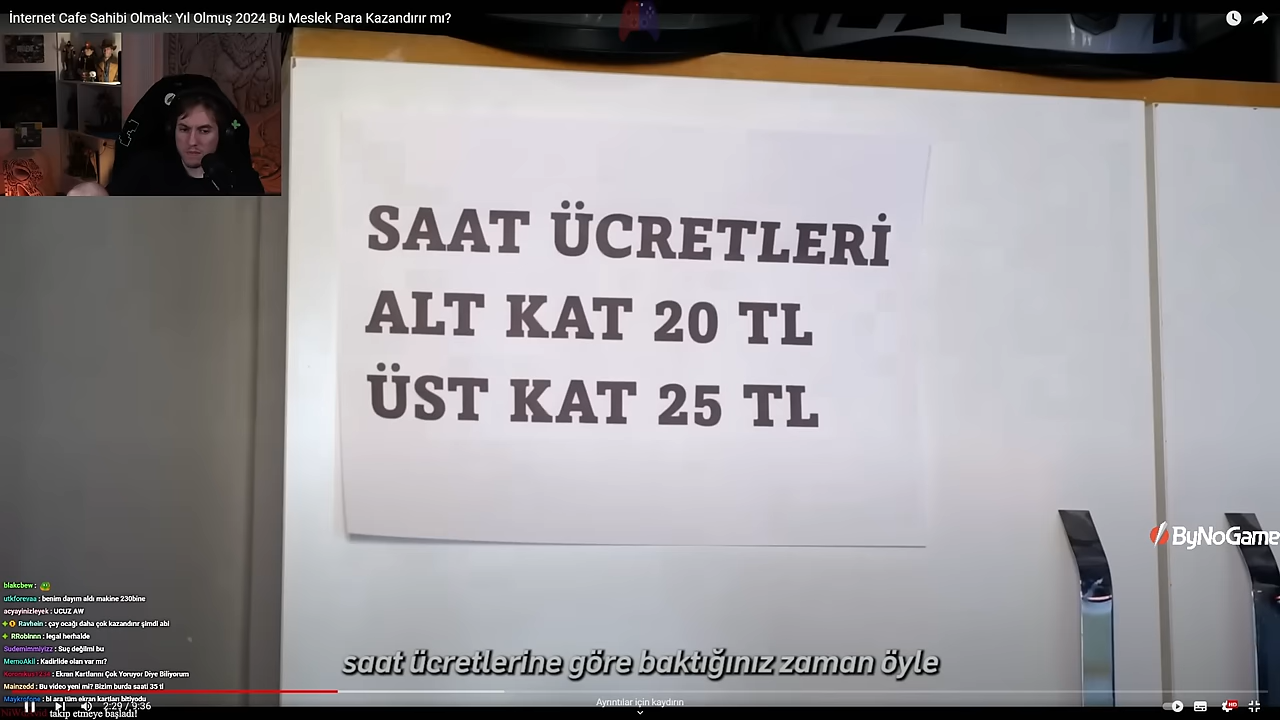 İnternet Cafe Sahibi Olmak: Yıl Olmuş 2024 Bu Meslek Para Kazandırır mı?
SAAT ÜCRETLERİ
ALT KAT 20 TL
ÜST KAT 25 TL
ByNoGame
blakcbew :
utkforevaa : benim dayım aldı makine 230bine
acyayinizleyek : UCUZ AW
Ravhein : çay ocağı daha çok kazandırır şimdi abi
RRobinnn : legal herhalde
Sudemimmiyizz : Suç değilmi bu
MemoAkil : Kadirlide olan var mı?
: Ekran Kartlarını Çok Yoruyor Diye Biliyorum
Mainzedd : Bu video yeni mi? Bizim burda saati 35 tl
: bi ara tüm ekran kartları bitiyodu
takip etmeye başladı!
saat ücretlerine göre baktığınız zaman öyle
2:29 / 9:36
Ayrıntılar için kaydırın
HD